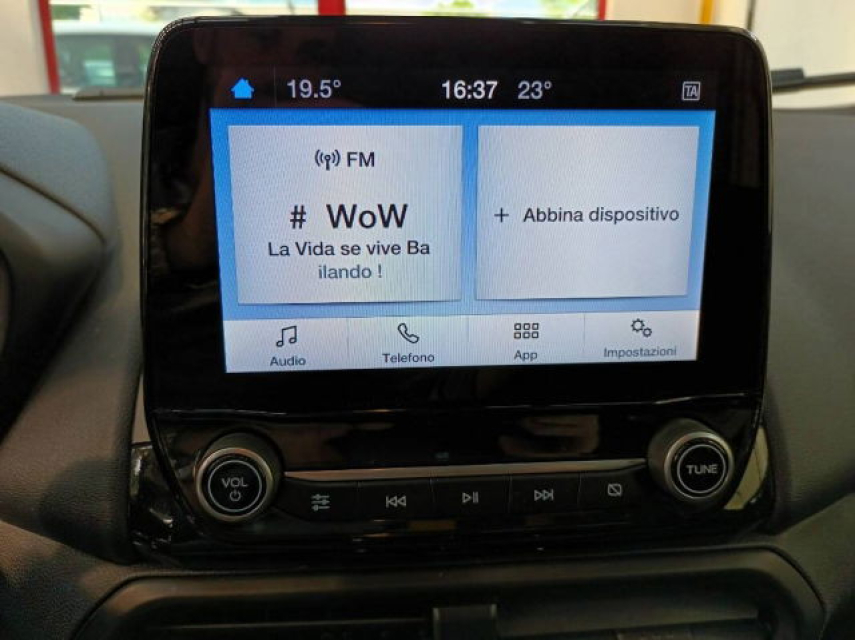 19.5° 16:37 23° TA
FM
# WoW
La Vida se vive Ba
ilando !
+ Abbina dispositivo
Audio Telefono App Impostazioni
VOL
TUNE